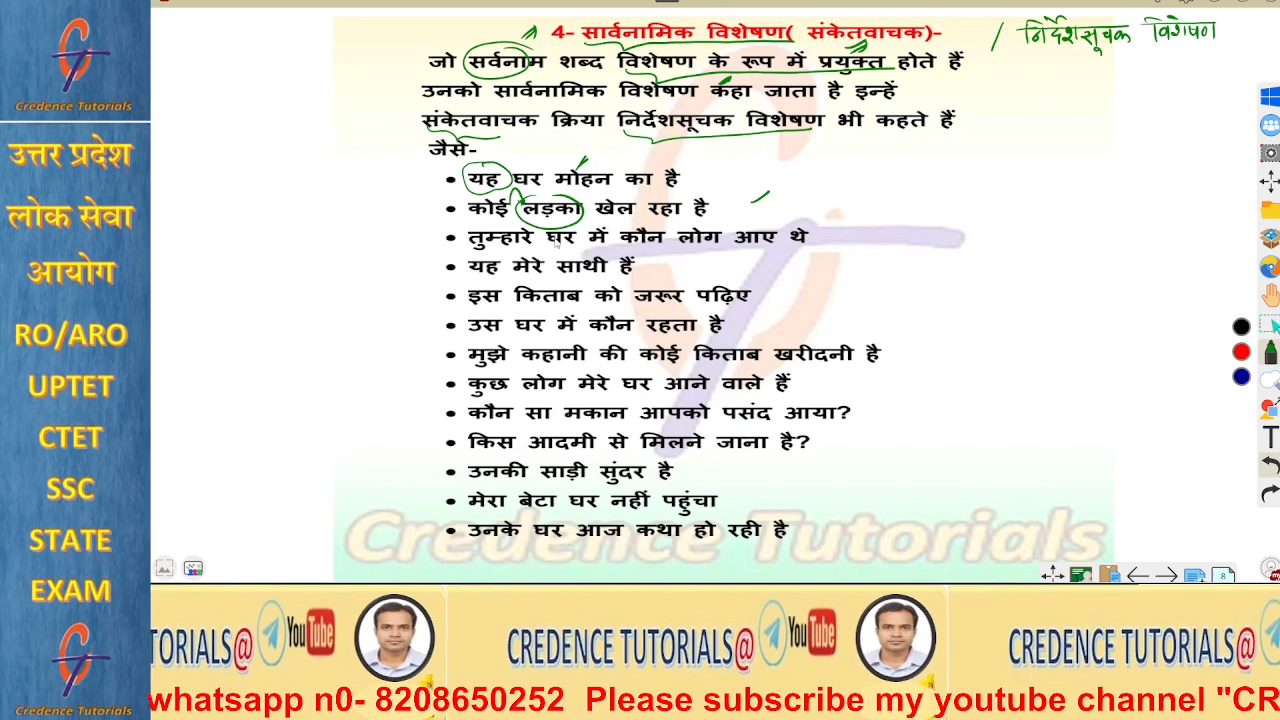 Credence Tutorials
उत्तर प्रदेश
लोक सेवा
आयोग
RO/ARO
UPTET
CTET
SSC
STATE
EXAM
Credence Tutorials
4- सार्वनामिक विशेषण( संकेतवाचक)-
/ निर्देशसूचक विशेषण
जो सर्वनाम शब्द विशेषण के रूप में प्रयुक्त होते हैं
उनको सार्वनामिक विशेषण कहा जाता है इन्हें
संकेतवाचक क्रिया निर्देशसूचक विशेषण भी कहते हैं
जैसे-
• यह घर मोहन का है
• कोई लड़का खेल रहा है
• तुम्हारे घर में कौन लोग आए थे
• यह मेरे साथी हैं
• इस किताब को जरूर पढ़िए
• उस घर में कौन रहता है
• मुझे कहानी की कोई किताब खरीदनी है
• कुछ लोग मेरे घर आने वाले हैं
• कौन सा मकान आपको पसंद आया?
• किस आदमी से मिलने जाना है?
• उनकी साड़ी सुंदर है
• मेरा बेटा घर नहीं पहुंचा
• उनके घर आज कथा हो रही है
Credence Tutorials
8
TORIALS@ YouTube CREDENCE TUTORIALS@ YouTube CREDENCE TUTORIALS@
whatsapp n0- 8208650252 Please subscribe my youtube channel "CR